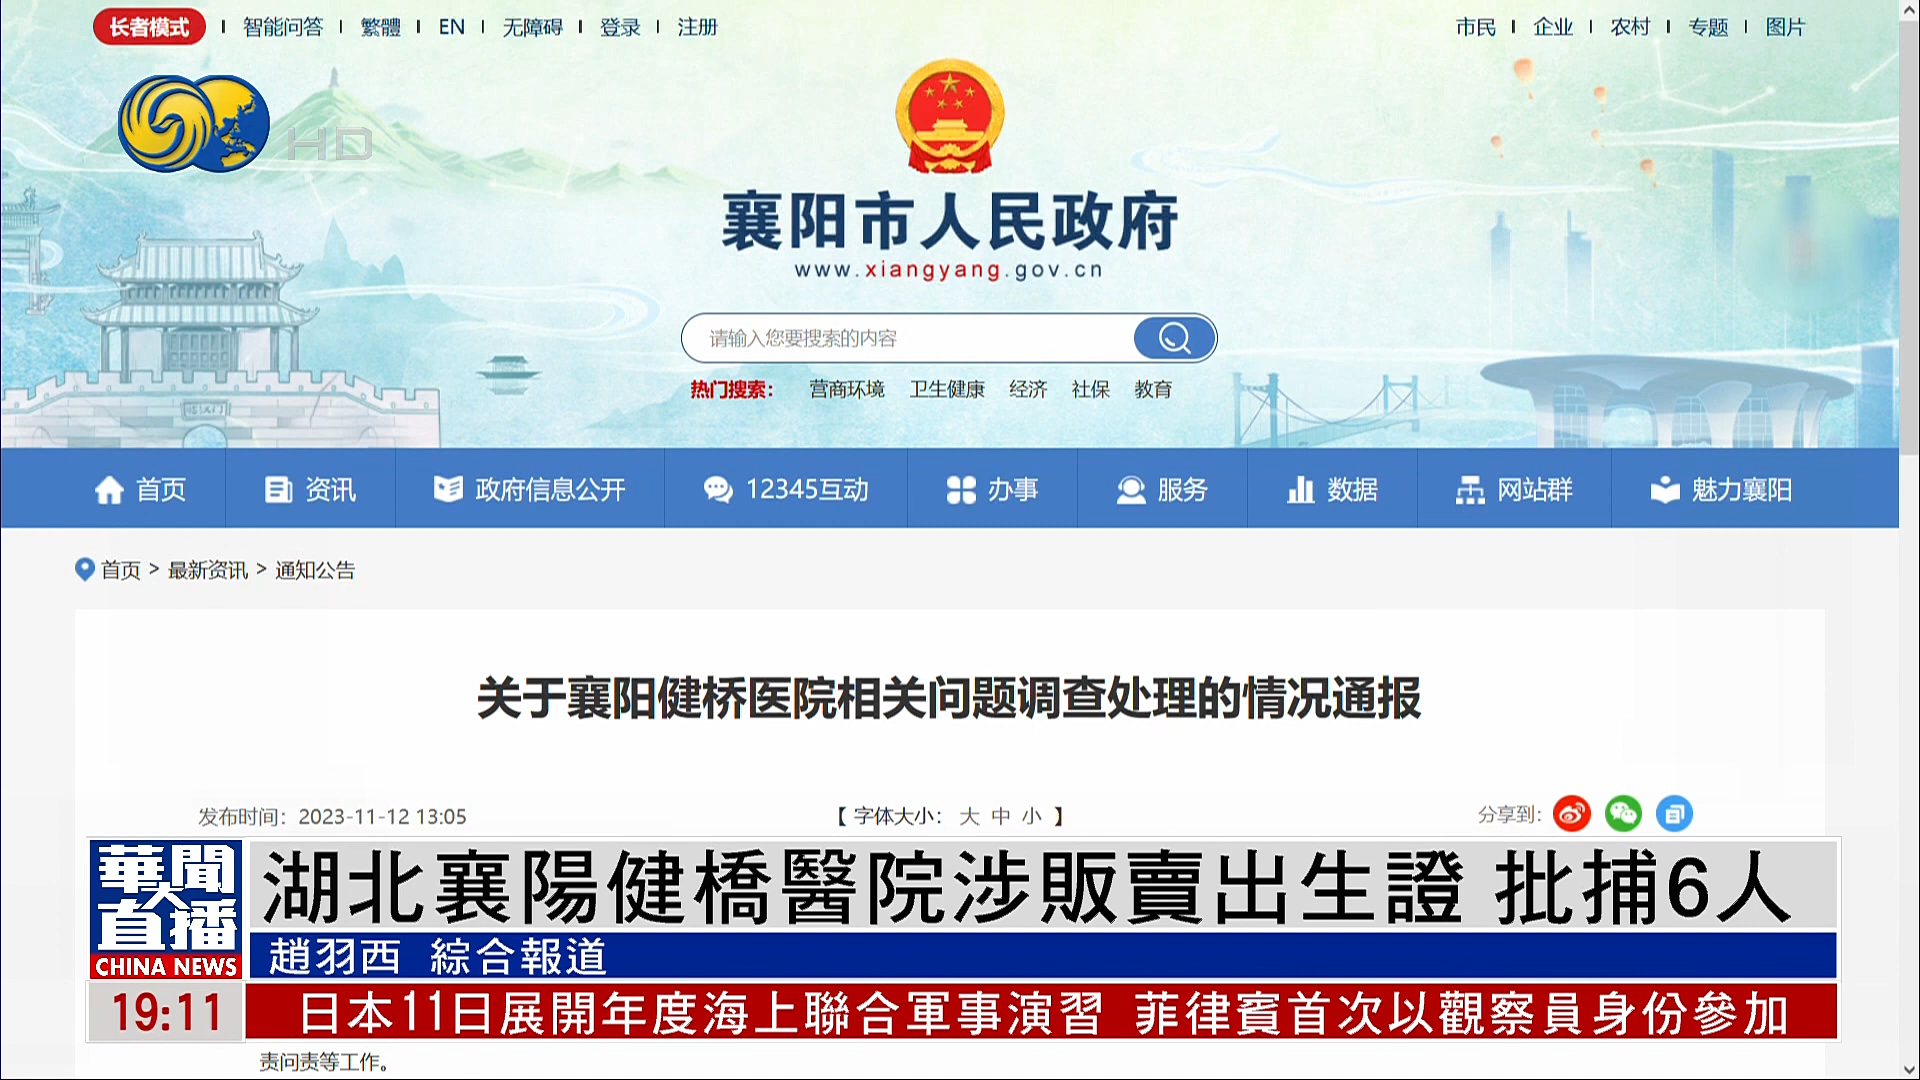 长者模式 智能问答 繁體 EN 无障碍 登录 注册 市民 企业 农村 专题 图片
HD
襄阳市人民政府
www.xiangyang.gov.cn
请输入您要搜索的内容
热门搜索： 营商环境 卫生健康 经济 社保 教育
首页 资讯 政府信息公开 12345互动 办事 服务 数据 网站群 魅力襄阳
首页 > 最新资讯 > 通知公告
关于襄阳健桥医院相关问题调查处理的情况通报
发布时间：2023-11-12 13:05 【 字体大小： 大 中 小 】 分享到：
華聞大直播
CHINA NEWS
湖北襄陽健橋醫院涉販賣出生證 批捕6人
趙羽西 綜合報道
19:11 日本11日展開年度海上聯合軍事演習 菲律賓首次以觀察員身份參加
责问责等工作。